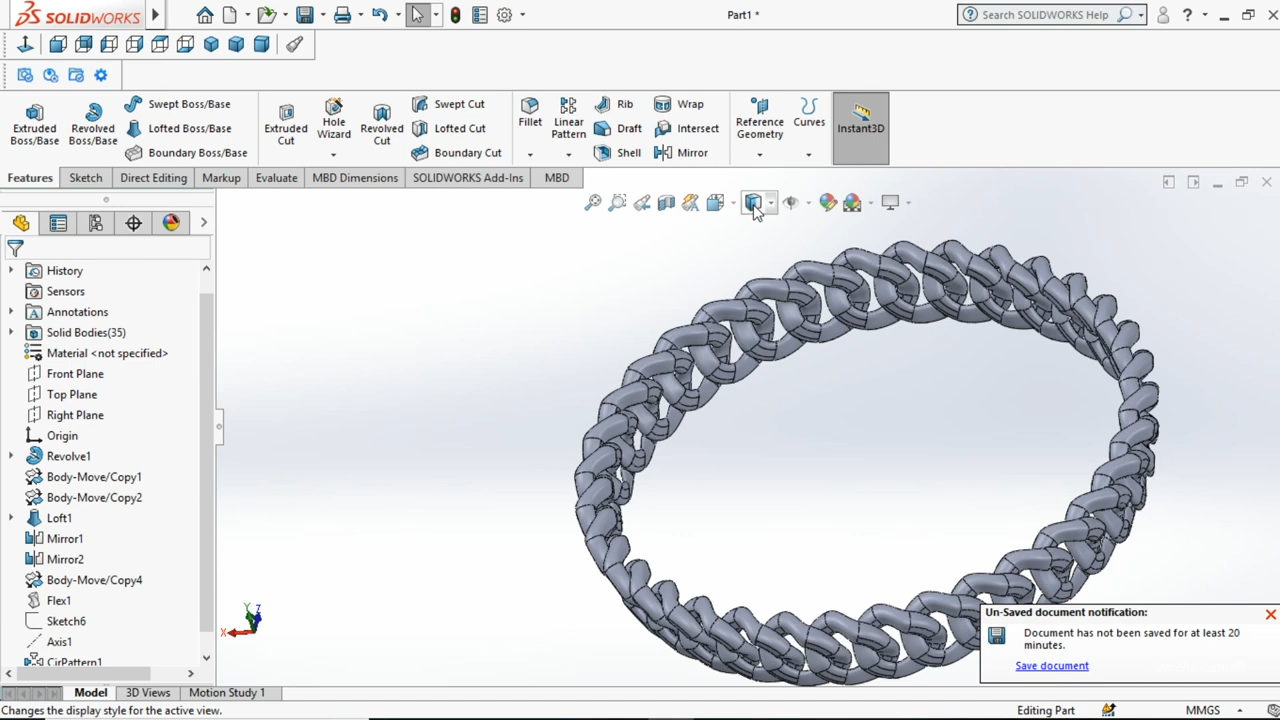 SOLIDWORKS
Part1 *
Search SOLIDWORKS Help
?
Extruded Boss/Base
Revolved Boss/Base
Swept Boss/Base
Lofted Boss/Base
Boundary Boss/Base
Extruded Cut
Hole Wizard
Revolved Cut
Swept Cut
Lofted Cut
Boundary Cut
Fillet
Linear Pattern
Rib
Draft
Shell
Wrap
Intersect
Mirror
Reference Geometry
Curves
Instant3D
Features
Sketch
Direct Editing
Markup
Evaluate
MBD Dimensions
SOLIDWORKS Add-Ins
MBD
History
Sensors
Annotations
Solid Bodies(35)
Material <not specified>
Front Plane
Top Plane
Right Plane
Origin
Revolve1
Body-Move/Copy1
Body-Move/Copy2
Loft1
Mirror1
Mirror2
Body-Move/Copy4
Flex1
Sketch6
Axis1
CirPattern1
Y
Z
X
Un-Saved document notification:
Document has not been saved for at least 20
minutes.
Save document
Model
3D Views
Motion Study 1
Changes the display style for the active view.
Editing Part
MMGS